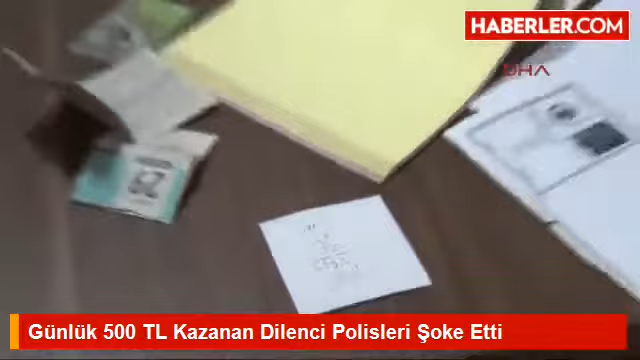 HABERLER.COM
DHA
Günlük 500 TL Kazanan Dilenci Polisleri Şoke Etti